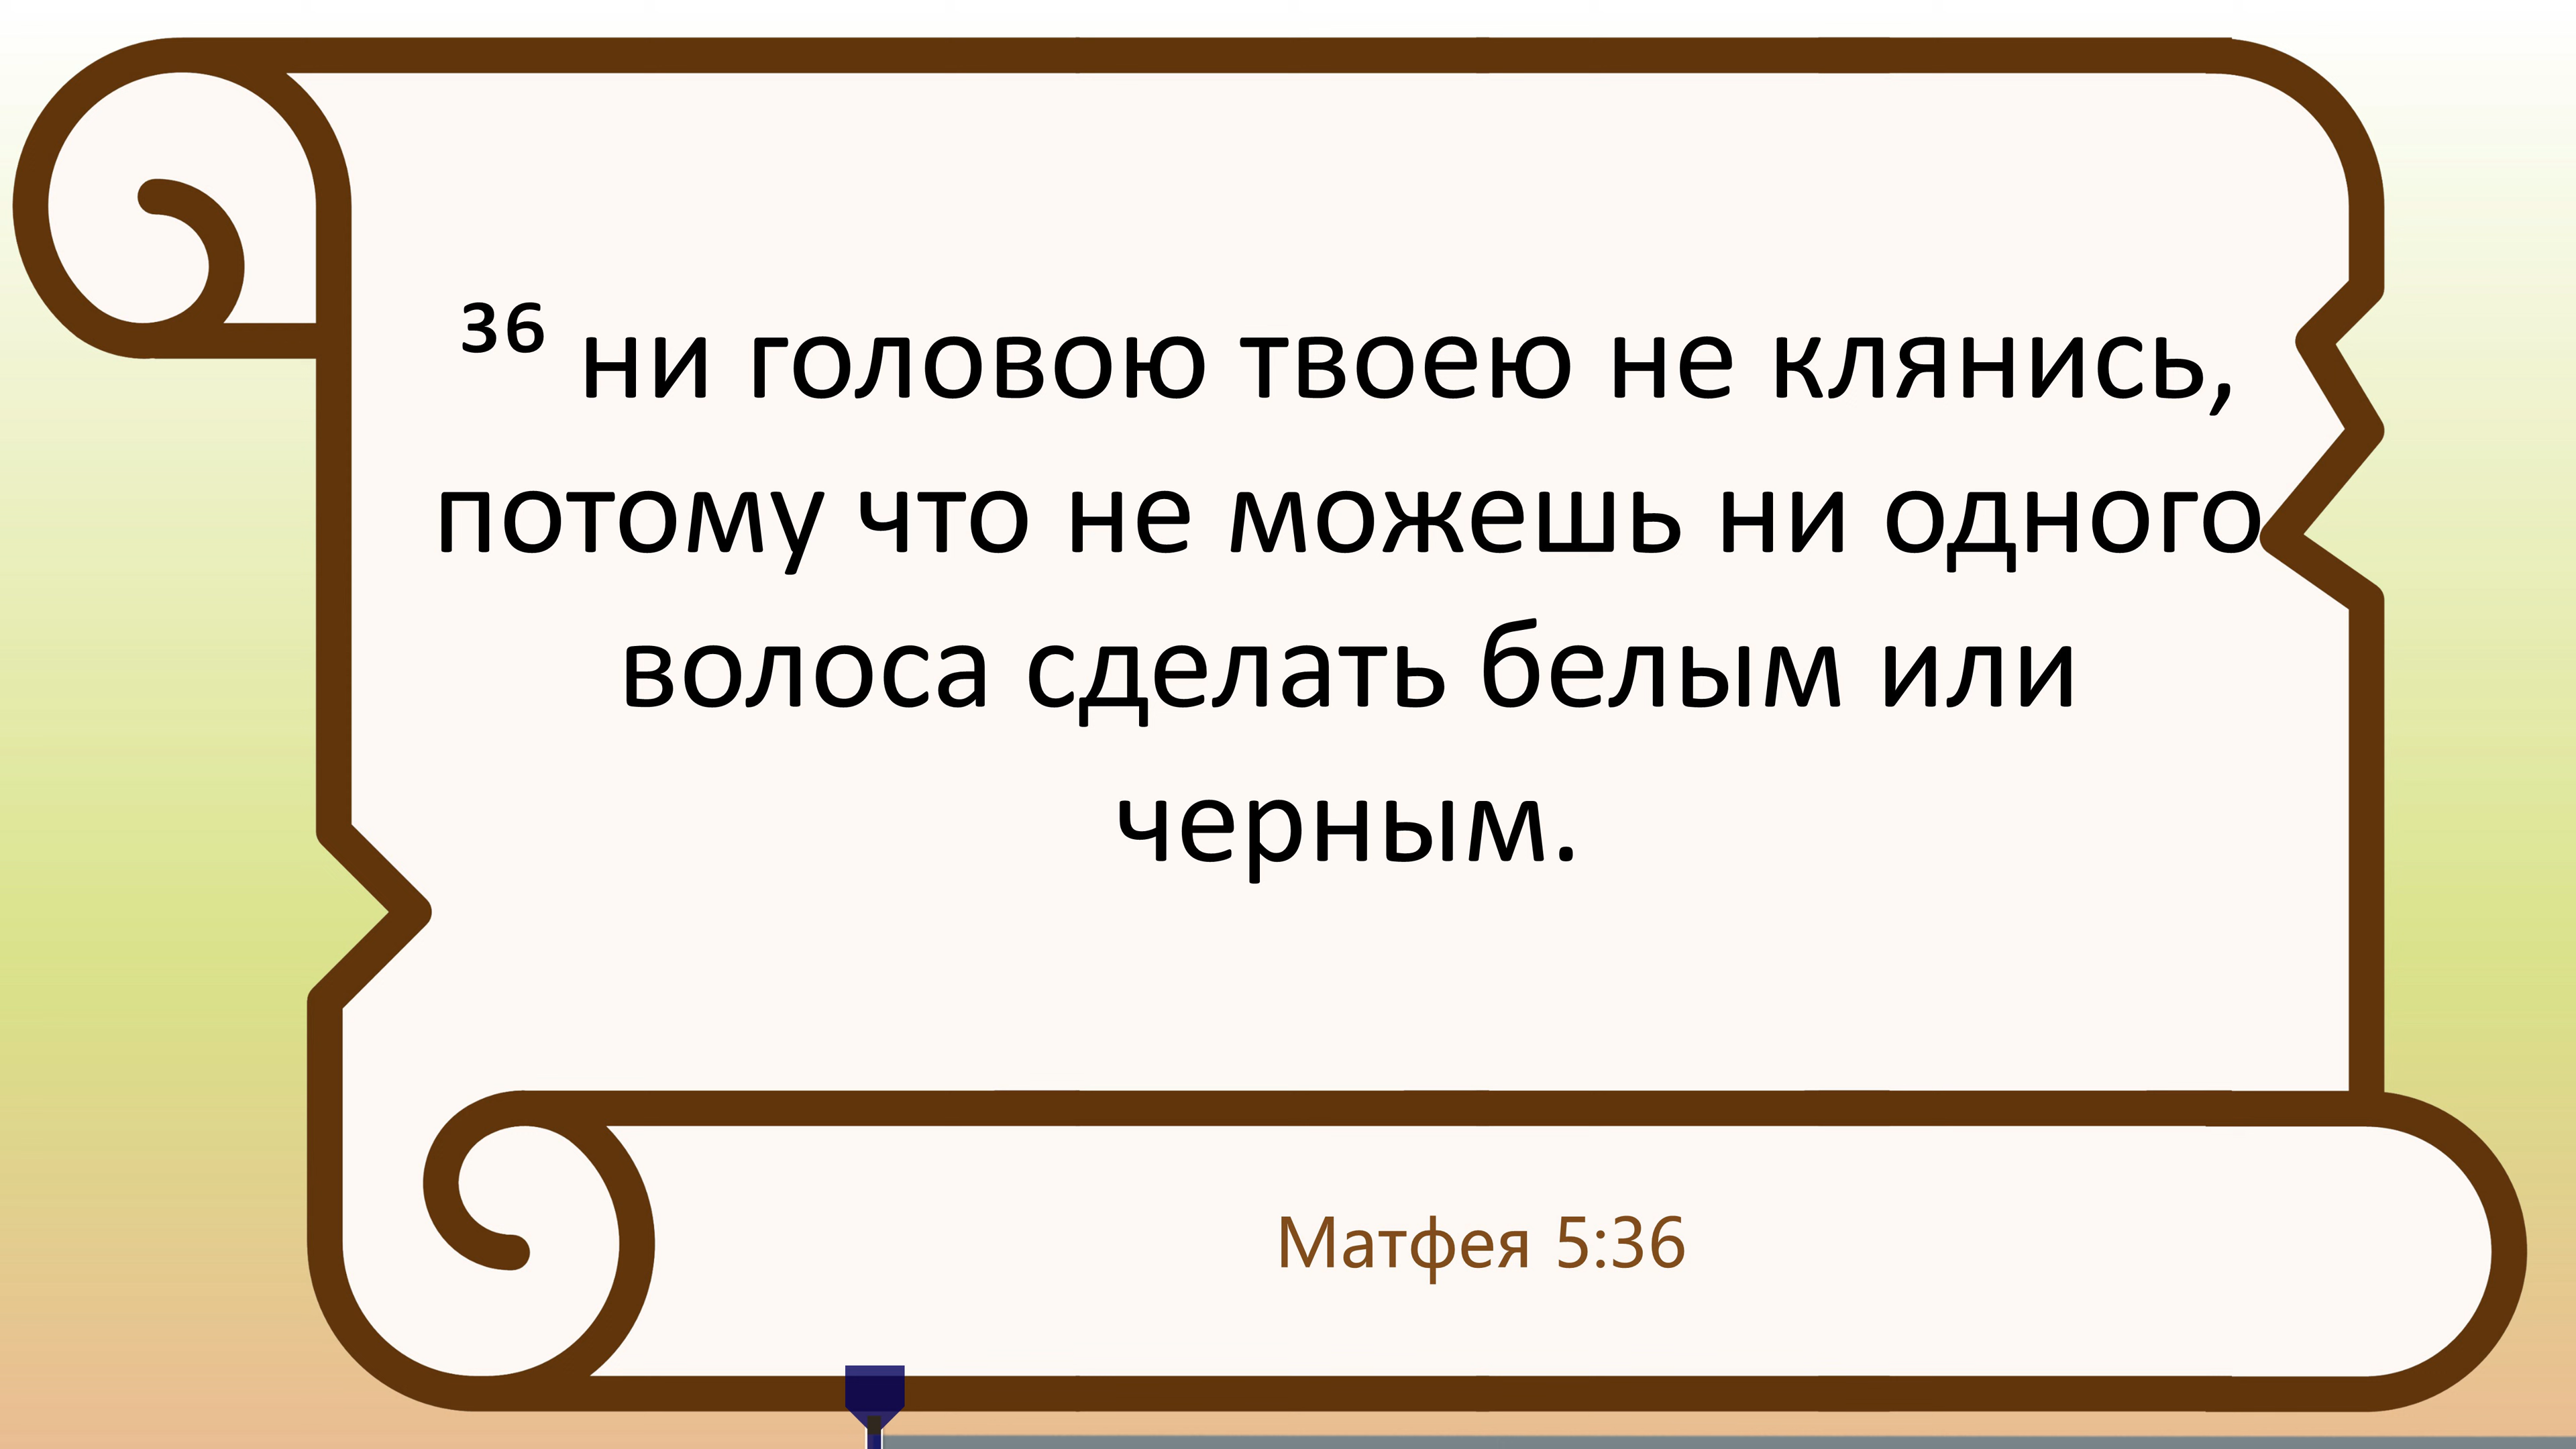 ³⁶ ни головою твоею не клянись,
потому что не можешь ни одного
волоса сделать белым или
черным.
Матфея 5:36